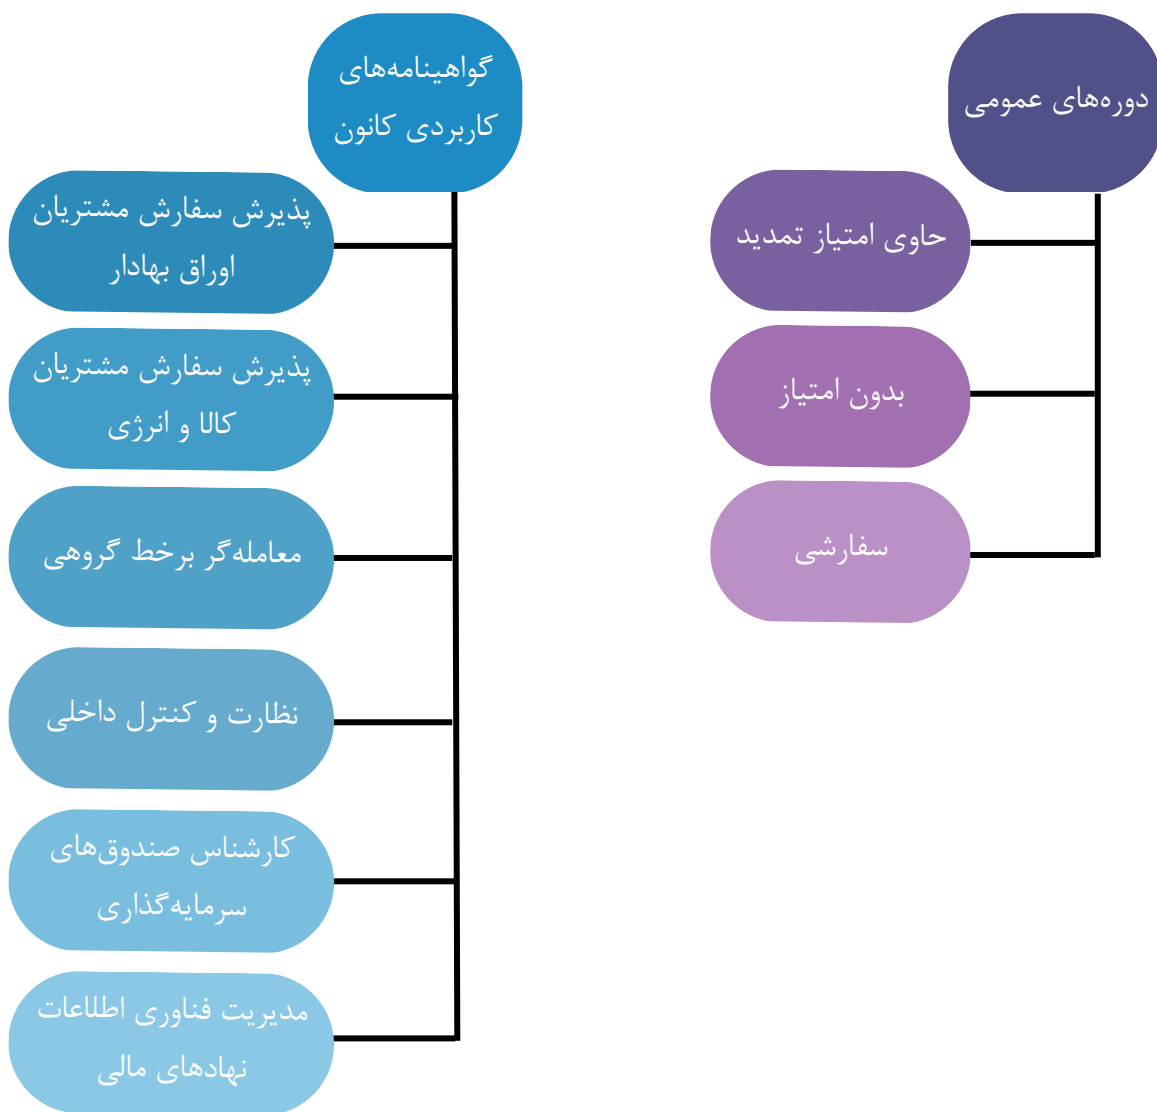 دوره‌های عمومی
حاوی امتیاز تمدید
بدون امتیاز
سفارشی
گواهینامه‌های
کاربردی کانون
پذیرش سفارش مشتریان
اوراق بهادار
پذیرش سفارش مشتریان
کالا و انرژی
معامله‌گر برخط گروهی
نظارت و کنترل داخلی
کارشناس صندوق‌های
سرمایه‌گذاری
مدیریت فناوری اطلاعات
نهادهای مالی